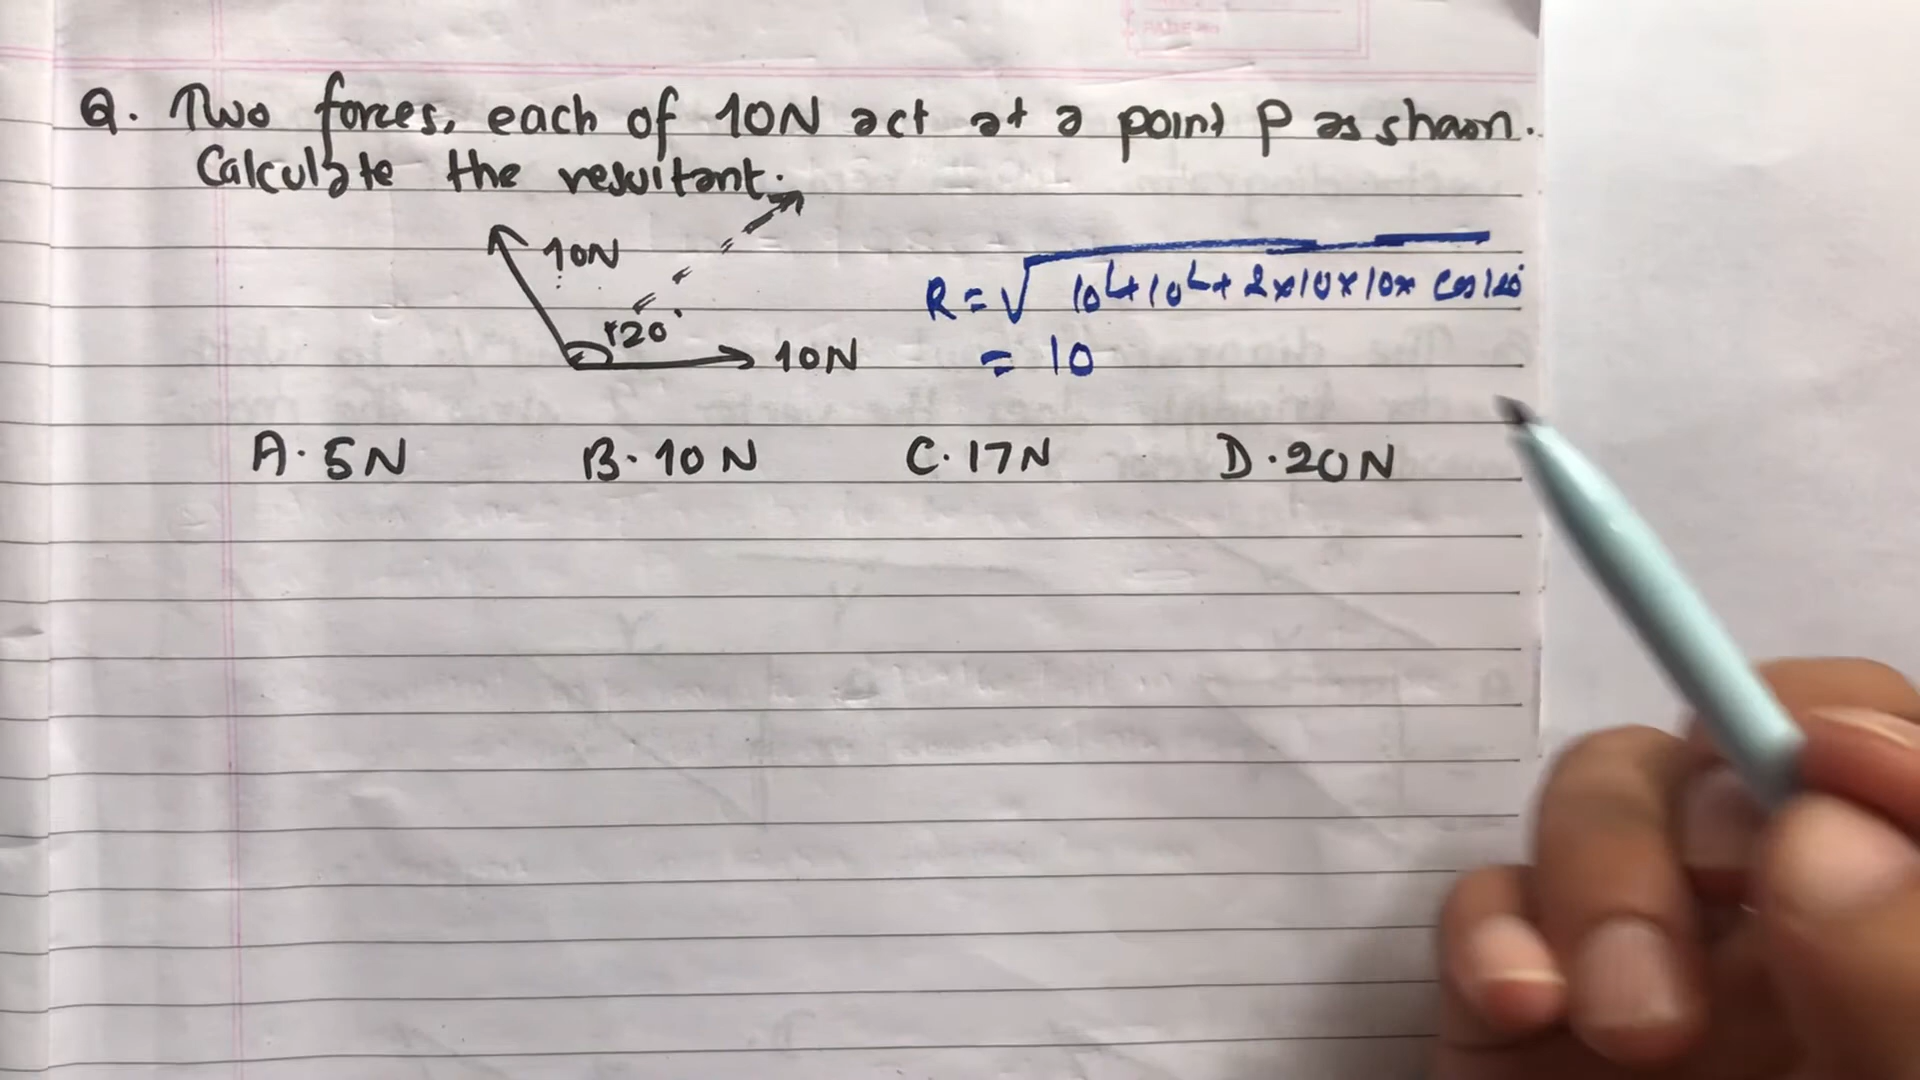 Q. Two forces, each of 10N act at a point P as shown.
Calculate the resultant.
10N
120°
10N
R = √10²+10²+2×10×10× cos120°
= 10
A. 5N B. 10N C. 17N D. 20N